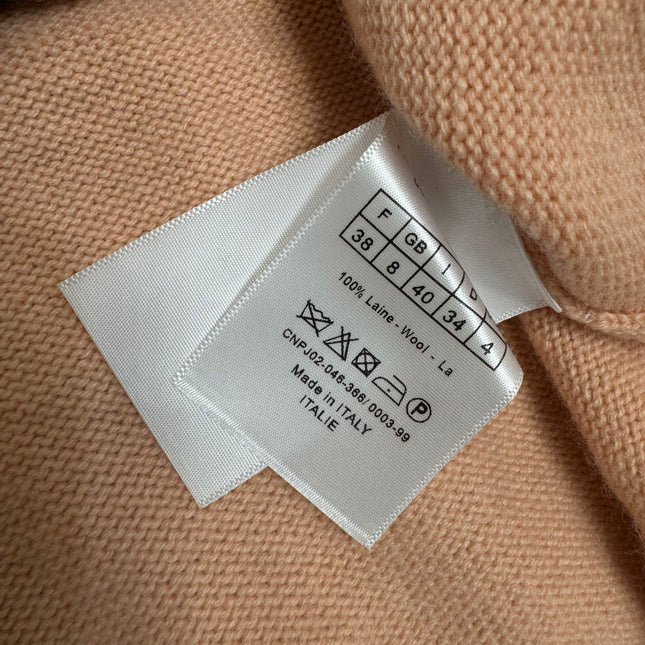 F GB I D
38 8 40 34 4
100% Laine - Wool - La
P
CNPJ02-046-366/ 0003-99
Made in ITALY
ITALIE